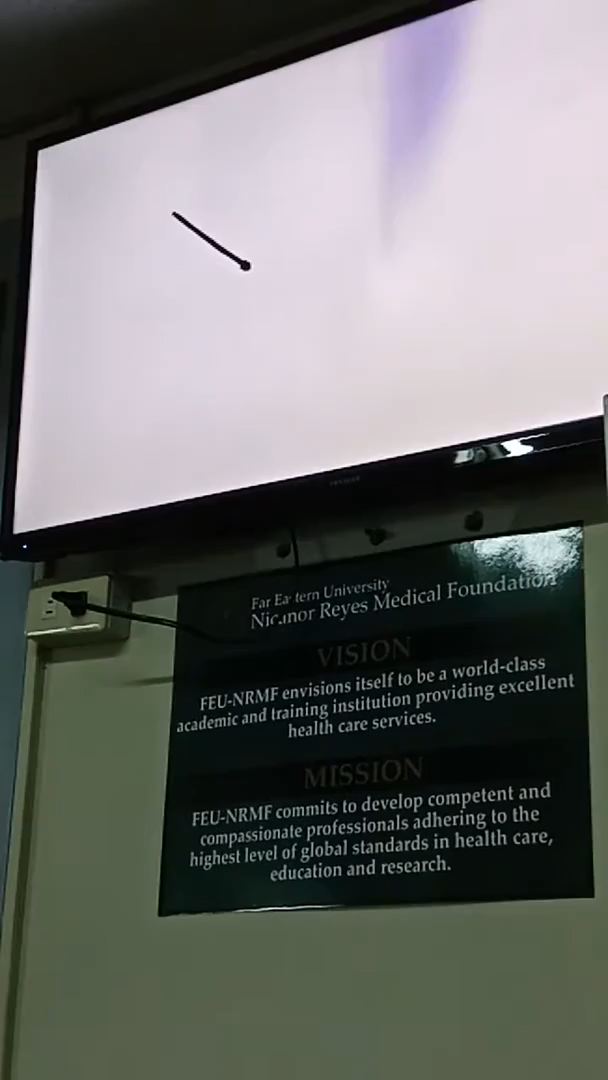 Far Eastern University
Nicanor Reyes Medical Foundation
VISION
FEU-NRMF envisions itself to be a world-class
academic and training institution providing excellent
health care services.
MISSION
FEU-NRMF commits to develop competent and
compassionate professionals adhering to the
highest level of global standards in health care,
education and research.